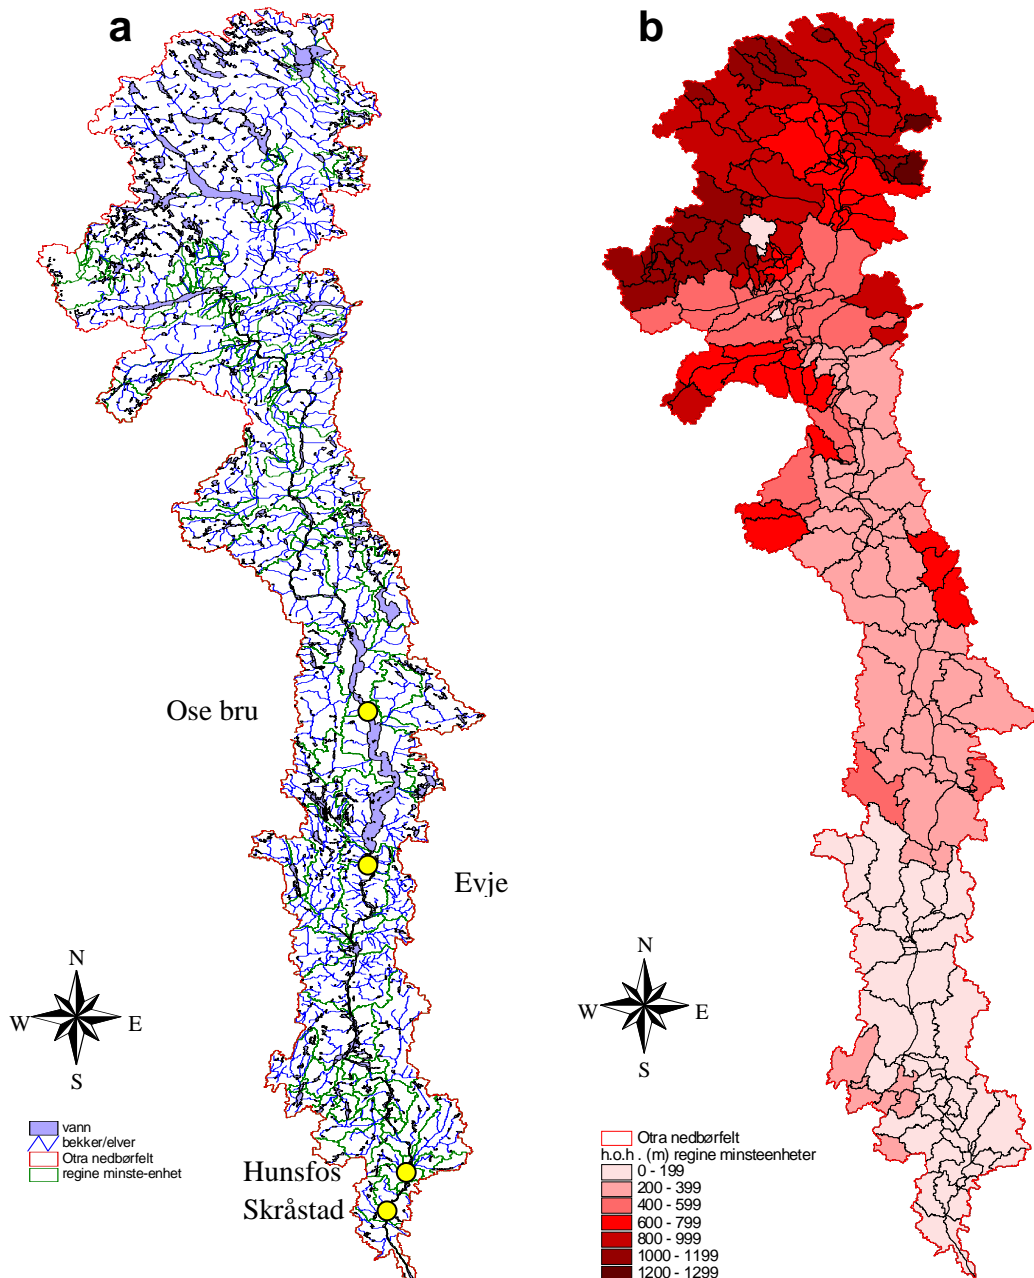 a
b
Ose bru
Evje
N
W E
S
N
W E
S
vann
bekker/elver
Otra nedbørfelt
regine minste-enhet
Hunsfos
Skråstad
Otra nedbørfelt
h.o.h . (m) regine minsteenheter
0 - 199
200 - 399
400 - 599
600 - 799
800 - 999
1000 - 1199
1200 - 1299